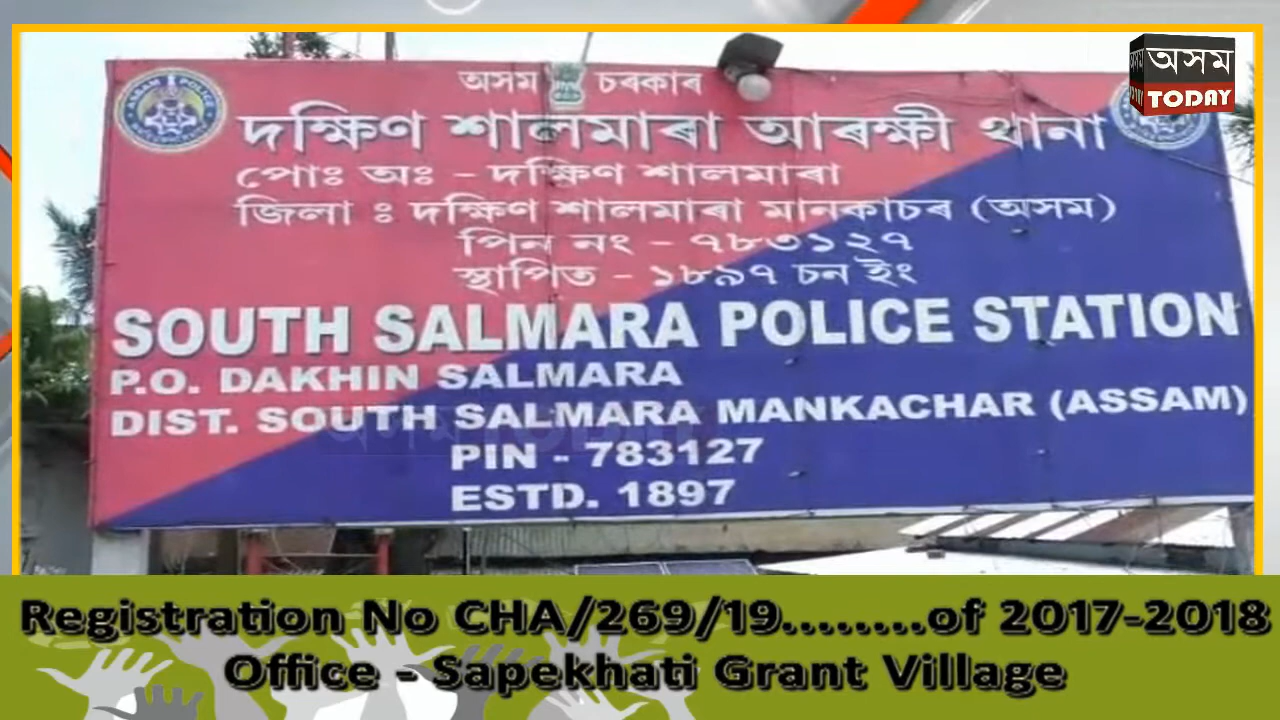 অসম চৰকাৰ
দক্ষিণ শালমাৰা আৰক্ষী থানা
পোঃ অঃ - দক্ষিণ শালমাৰা
জিলা ঃ দক্ষিণ শালমাৰা মানকাচৰ (অসম)
পিন নং - ৭৮৩১২৭
স্থাপিত - ১৮৯৭ চন ইং
SOUTH SALMARA POLICE STATION
P.O. DAKHIN SALMARA
DIST. SOUTH SALMARA MANKACHAR (ASSAM)
PIN - 783127
ESTD. 1897
ASSAM POLICE
অসম
TODAY
Registration No CHA/269/19........of 2017-2018
Office - Sapekhati Grant Village